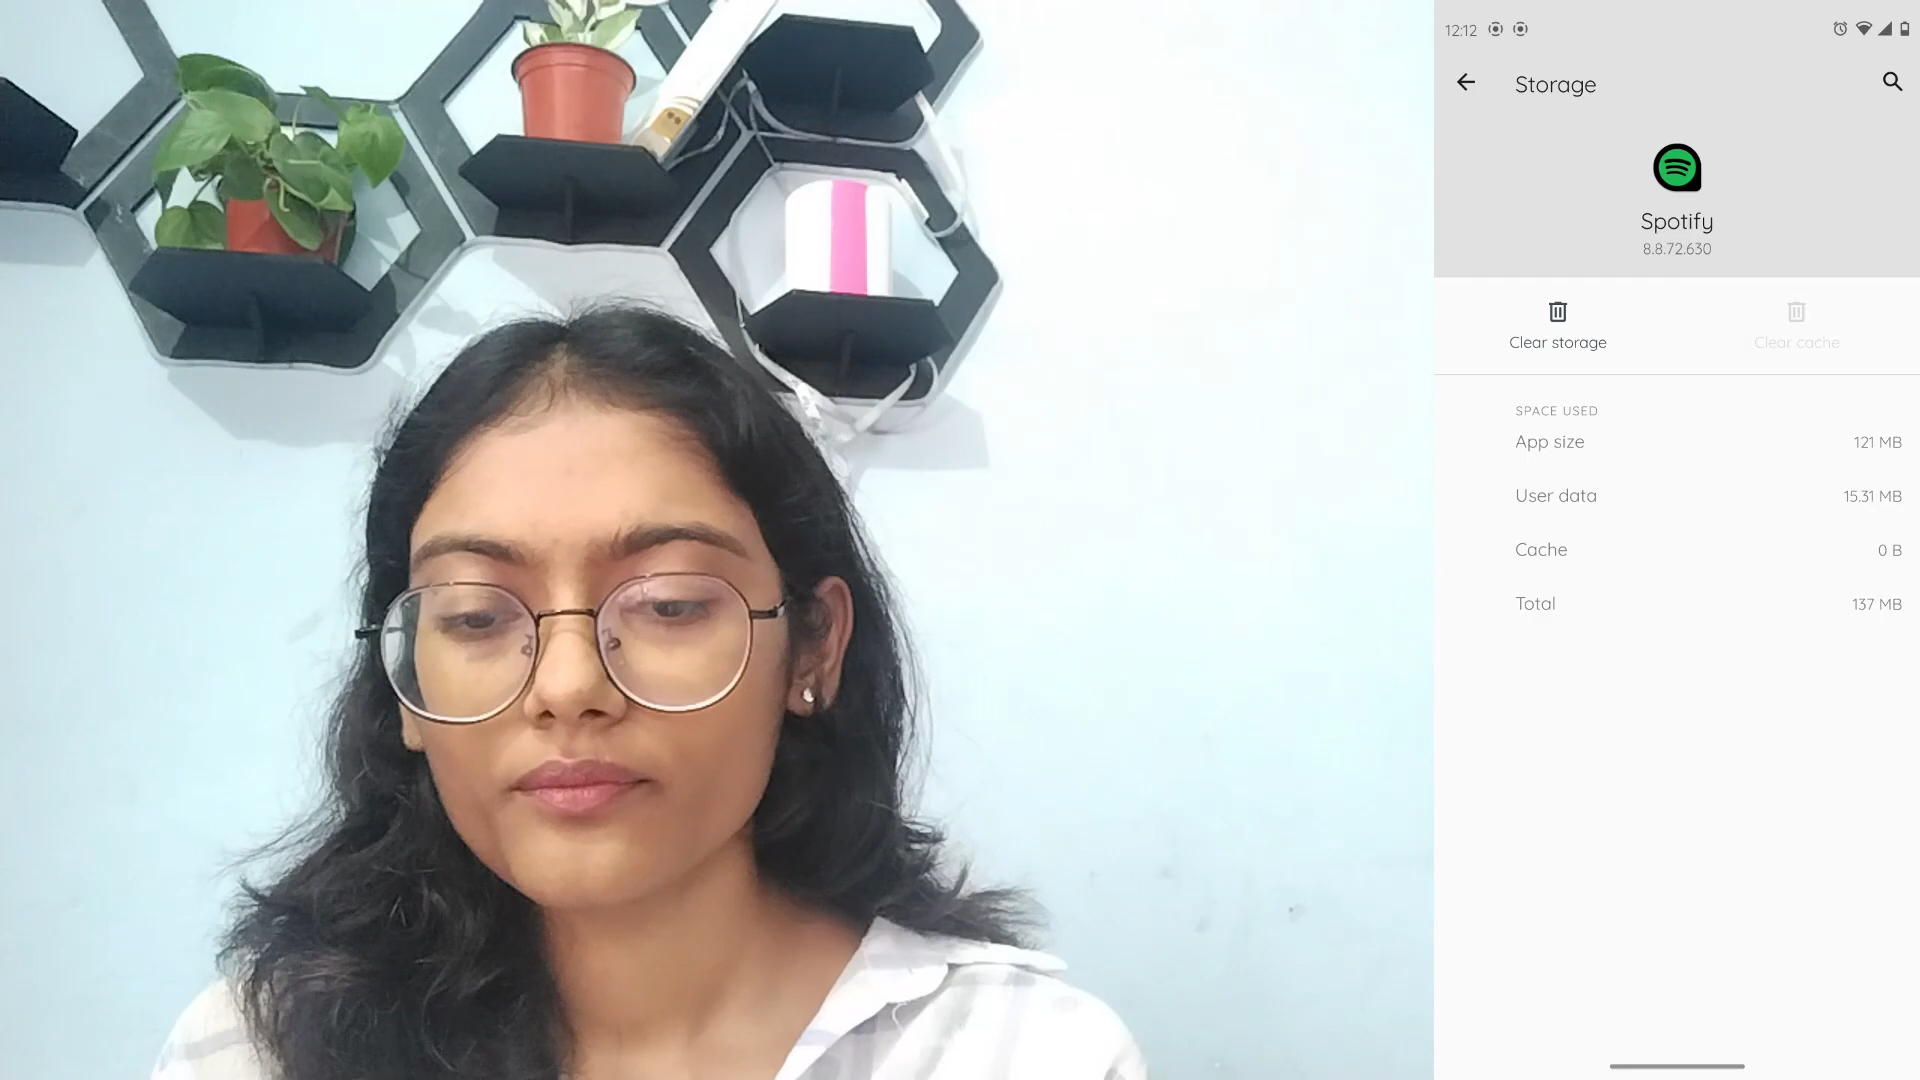 12:12
Storage
Spotify
8.8.72.630
Clear storage
Clear cache
SPACE USED
App size 121 MB
User data 15.31 MB
Cache 0 B
Total 137 MB